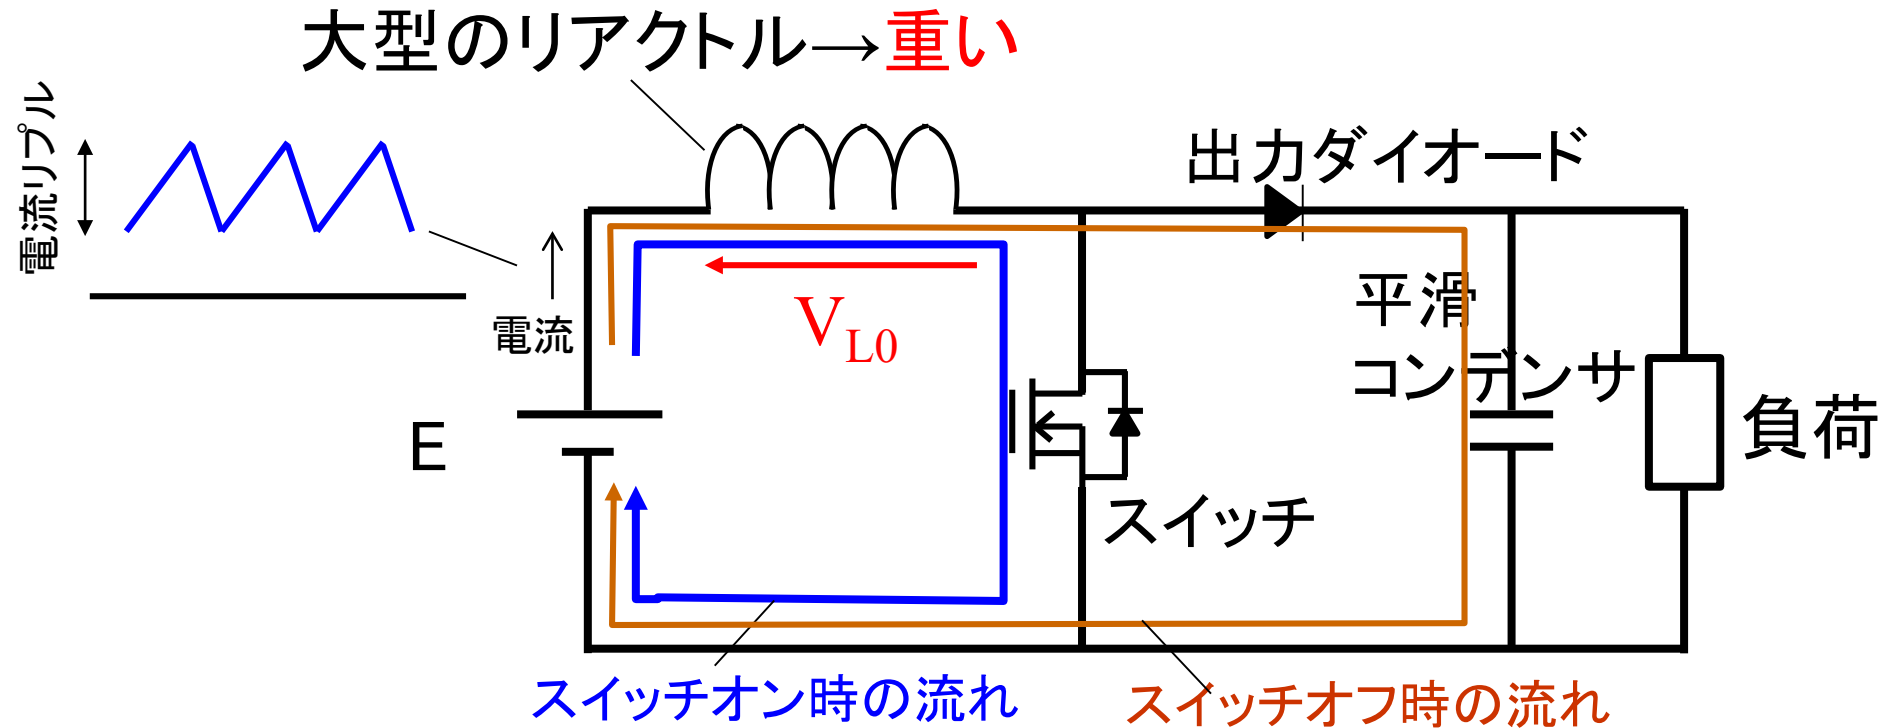 大型のリアクトル→重い
電流リプル
出力ダイオード
電流
V_L0
平滑
コンデンサ
E
負荷
スイッチ
スイッチオン時の流れ
スイッチオフ時の流れ